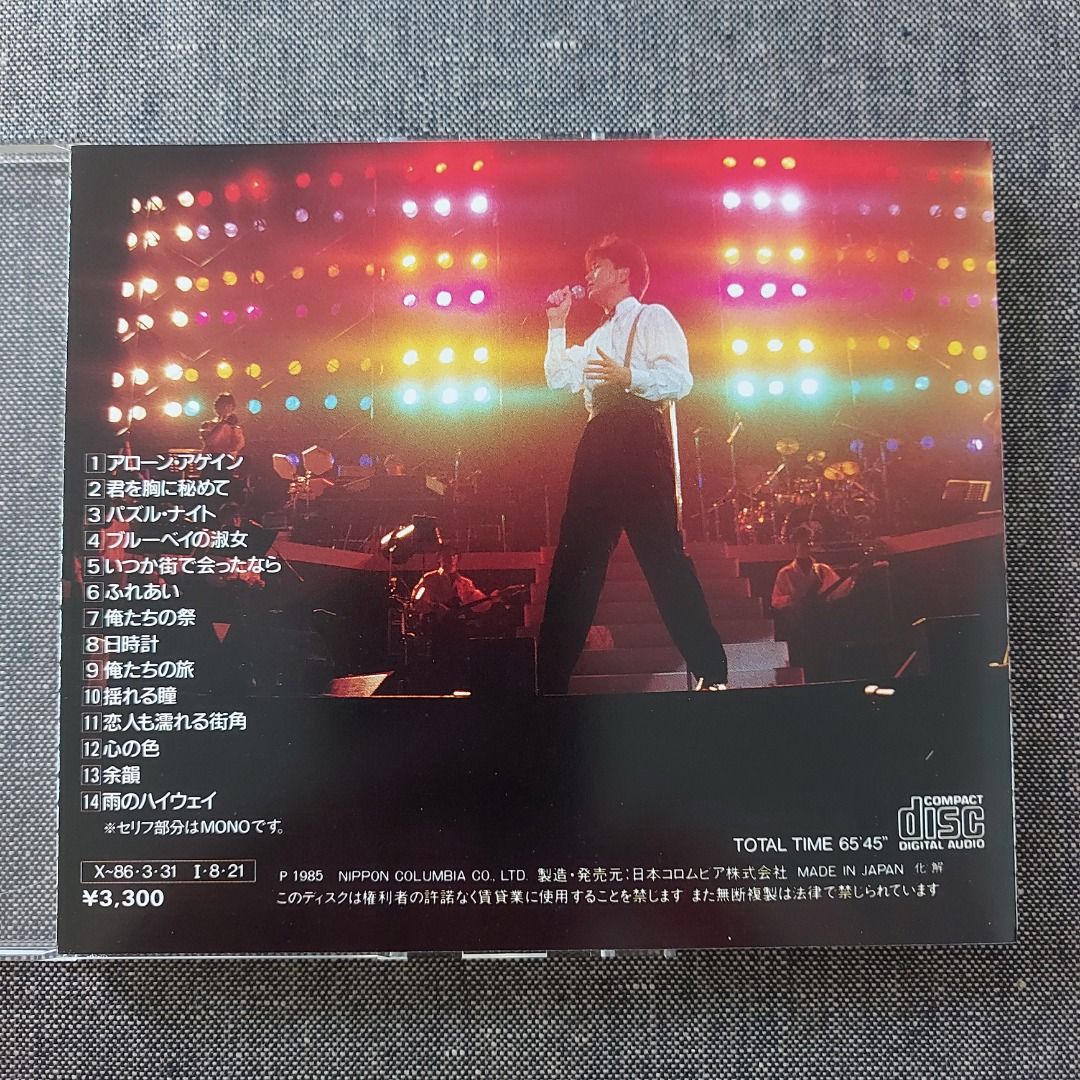 1 アローン・アゲイン
2 君を胸に秘めて
3 パズル・ナイト
4 ブルーベイの淑女
5 いつか街で会ったなら
6 ふれあい
7 俺たちの祭
8 日時計
9 俺たちの旅
10 揺れる瞳
11 恋人も濡れる街角
12 心の色
13 余韻
14 雨のハイウェイ
※セリフ部分はMONOです。
COMPACT
disc
DIGITAL AUDIO
TOTAL TIME 65'45"
X~86・3・31 I・8・21
¥3,300
P 1985 NIPPON COLUMBIA CO., LTD. 製造・発売元:日本コロムビア株式会社 MADE IN JAPAN 化 解
このディスクは権利者の許諾なく賃貸業に使用することを禁じます また無断複製は法律で禁じられています